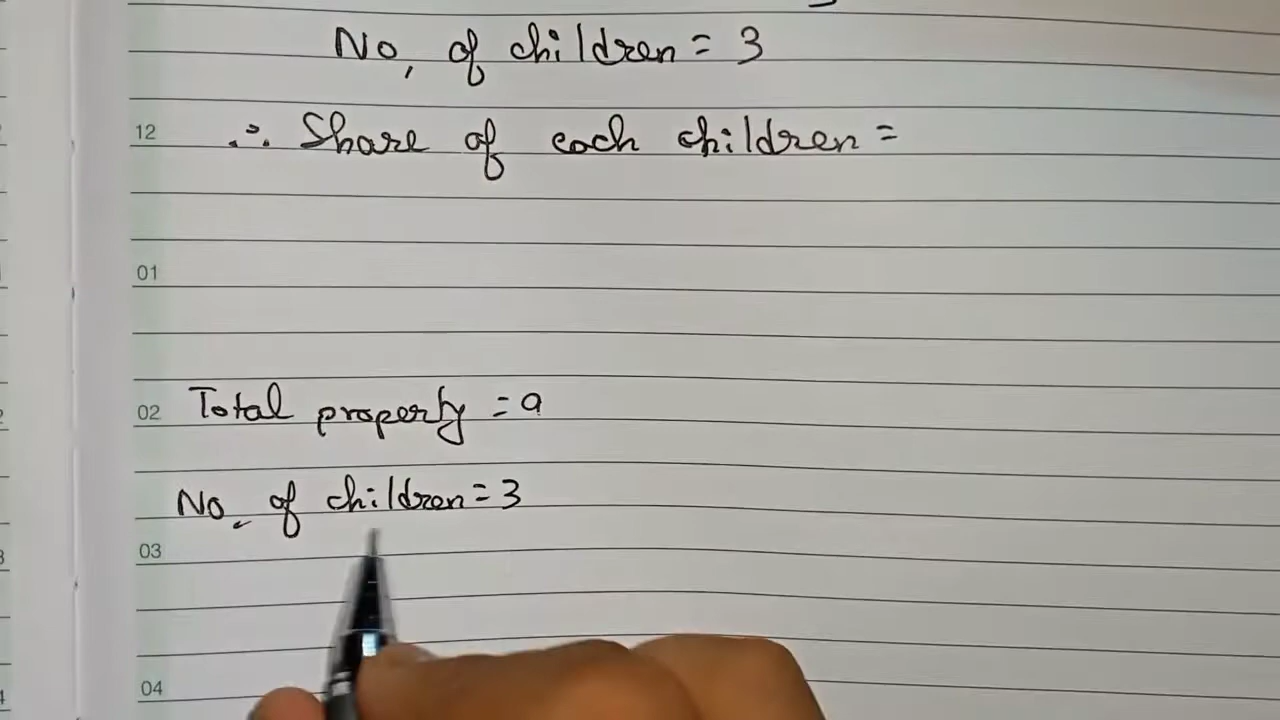 No. of children = 3
12 ∴ Share of each children =
01
02 Total property = 9
No. of children = 3
03
04